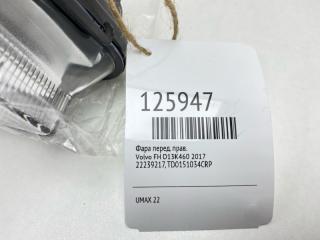 125947
Фара перед. прав.
Volvo FH D13K460 2017
22239217, TD0151034CRP
UMAX 22